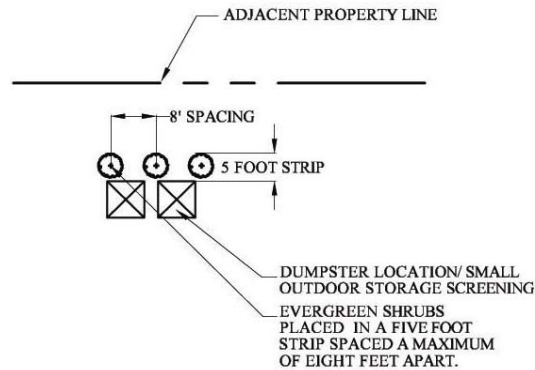 ADJACENT PROPERTY LINE
8' SPACING
5 FOOT STRIP
DUMPSTER LOCATION/ SMALL
OUTDOOR STORAGE SCREENING
EVERGREEN SHRUBS
PLACED IN A FIVE FOOT
STRIP SPACED A MAXIMUM
OF EIGHT FEET APART.